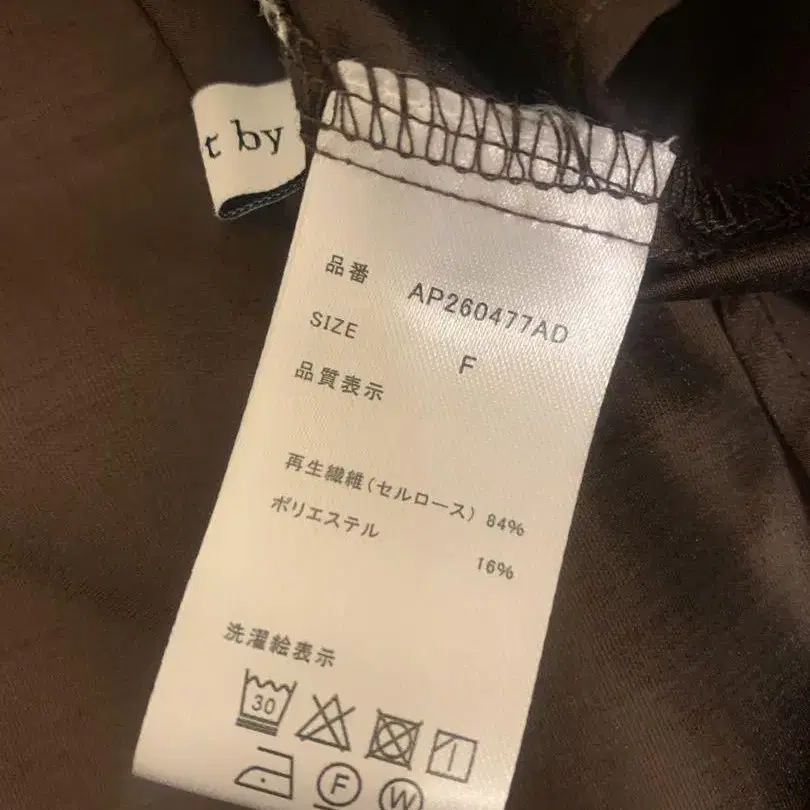 t by
品番 AP260477AD
SIZE F
品質表示
再生繊維(セルロース) 84%
ポリエステル 16%
洗濯絵表示
30
F W